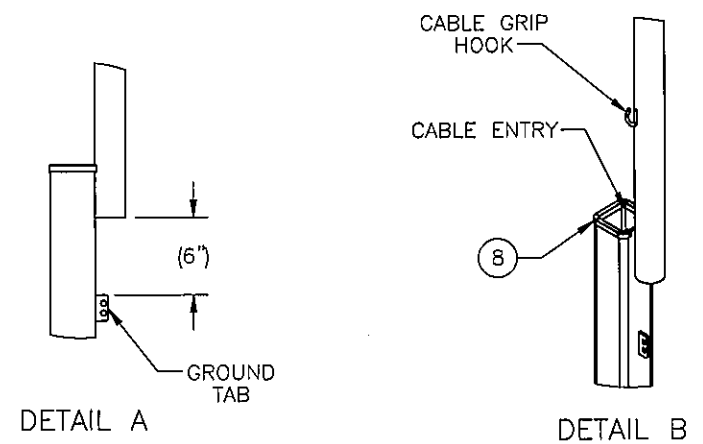 CABLE GRIP
HOOK
CABLE ENTRY
8
(6")
GROUND
TAB
DETAIL A
DETAIL B